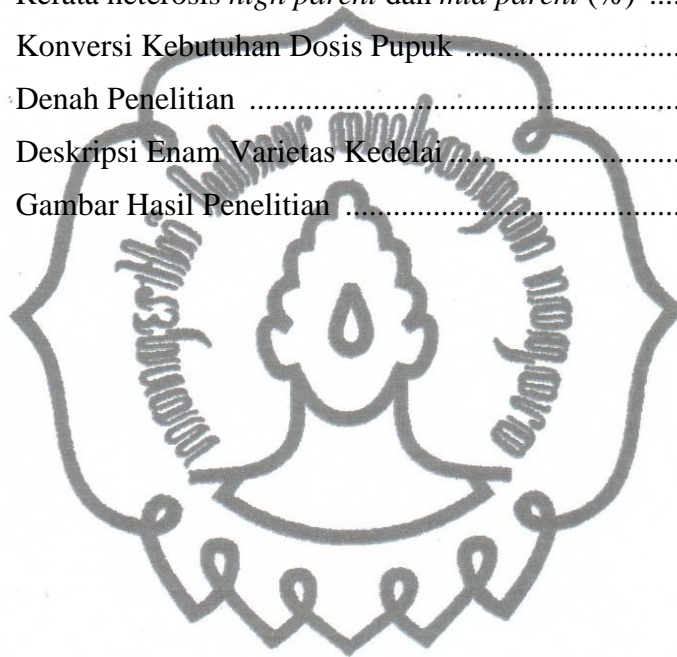 Rerata heterosis high parent dan mid parent (%) ....
Konversi Kebutuhan Dosis Pupuk ................................
Denah Penelitian ................................................................
Deskripsi Enam Varietas Kedelai ..................................
Gambar Hasil Penelitian ..................................................